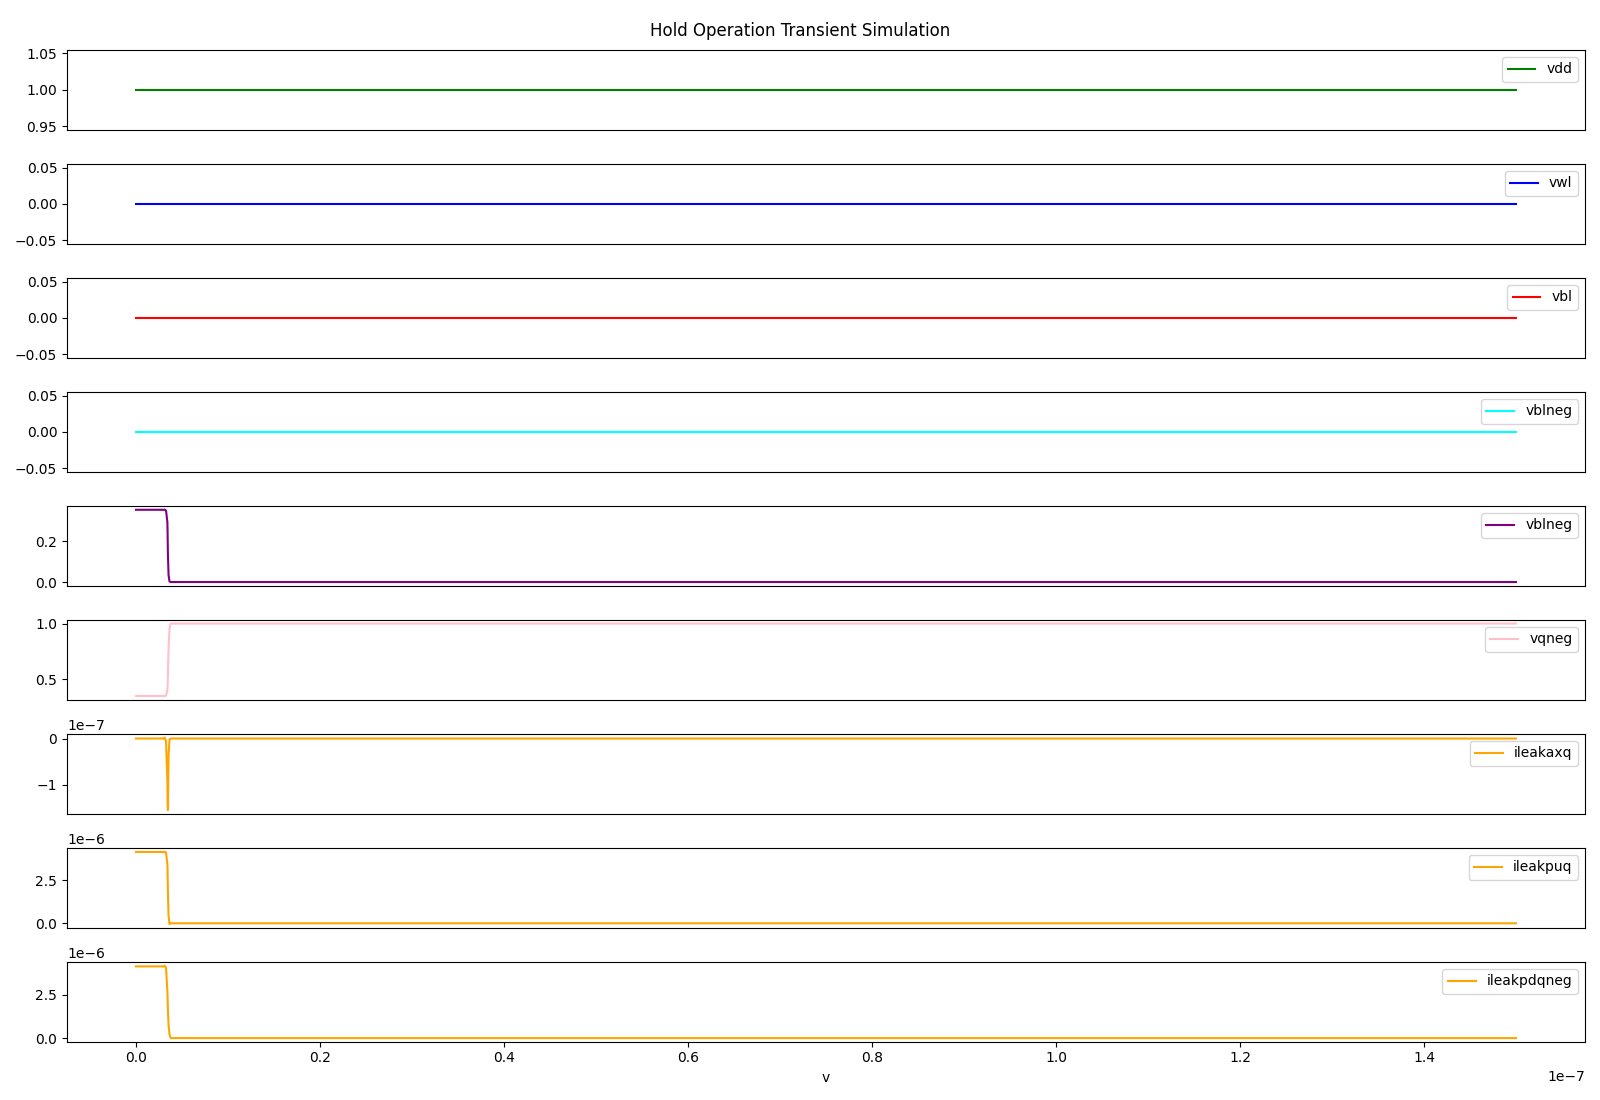 Hold Operation Transient Simulation
1.05
1.00
0.95
vdd
0.05
0.00
−0.05
vwl
0.05
0.00
−0.05
vbl
0.05
0.00
−0.05
vblneg
0.2
0.0
vblneg
1.0
0.5
vqneg
1e−7
0
−1
ileakaxq
1e−6
2.5
0.0
ileakpuq
1e−6
2.5
0.0
ileakpdqneg
0.0 0.2 0.4 0.6 0.8 1.0 1.2 1.4
v
1e−7